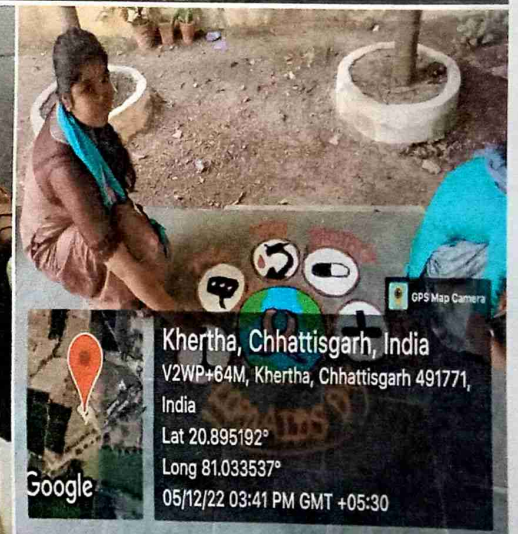 GPS Map Camera
Khertha, Chhattisgarh, India
V2WP+64M, Khertha, Chhattisgarh 491771,
India
Lat 20.895192°
Long 81.033537°
05/12/22 03:41 PM GMT +05:30
Google
AIDS